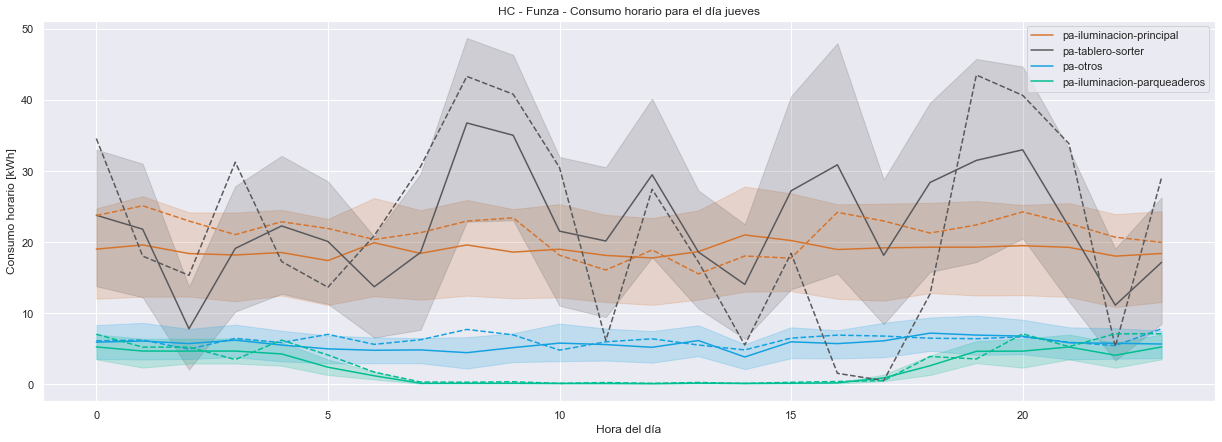 HC - Funza - Consumo horario para el día jueves
pa-iluminacion-principal
pa-tablero-sorter
pa-otros
pa-iluminacion-parqueaderos
Consumo horario [kWh]
50
40
30
20
10
0
0
5
10
15
20
Hora del día